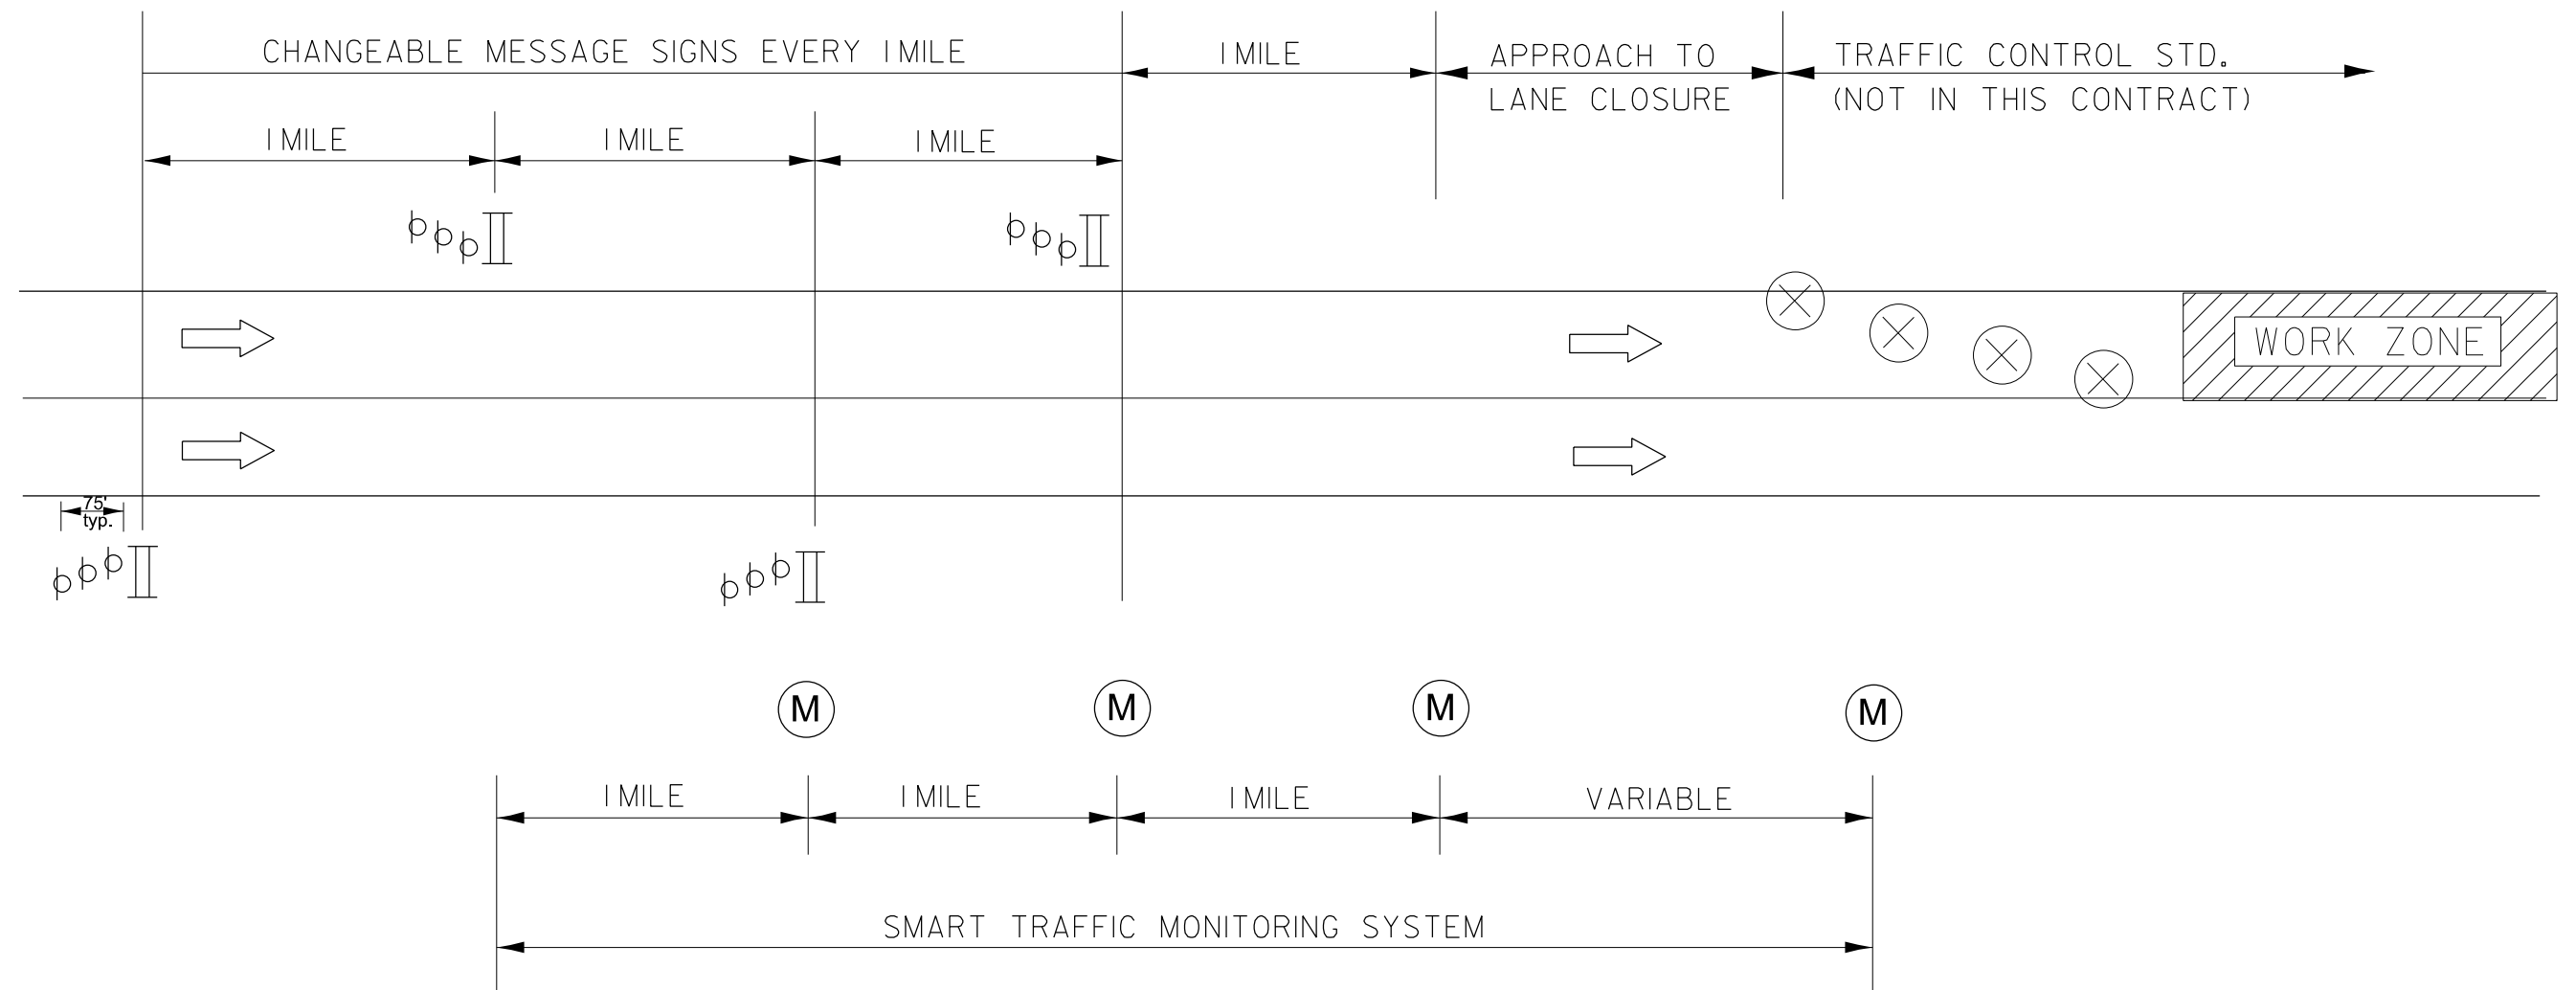 CHANGEABLE MESSAGE SIGNS EVERY 1 MILE
1 MILE
APPROACH TO
LANE CLOSURE
TRAFFIC CONTROL STD.
(NOT IN THIS CONTRACT)
1 MILE
1 MILE
1 MILE
WORK ZONE
75'
typ.
M
M
M
M
1 MILE
1 MILE
1 MILE
VARIABLE
SMART TRAFFIC MONITORING SYSTEM